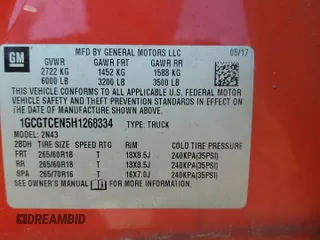 GM
MFD BY GENERAL MOTORS LLC 05/17
GVWR GAWR FRT GAWR RR
2722 KG 1452 KG 1588 KG
6000 LB 3200 LB 3500 LB
THIS VEHICLE CONFORMS TO ALL APPLICABLE
U.S. FEDERAL MOTOR VEHICLE SAFETY AND
THEFT PREVENTION STANDARDS IN EFFECT ON
THE DATE OF MANUFACTURE SHOWN ABOVE.
1GCGTCEN5H1268334 TYPE: TRUCK
MODEL: 2N43 COLD TIRE PRESSURE
2BDH TIRE SIZE SPEED RTG RIM
FRT 265/60R18 T 18X8.5J 240KPA(35PSI)
RR 265/60R18 T 18X8.5J 240KPA(35PSI)
SPA 265/70R16 T 16X7.0J 240KPA(35PSI)
SEE OWNER'S MANUAL FOR MORE INFORMATION.
DREAMBID